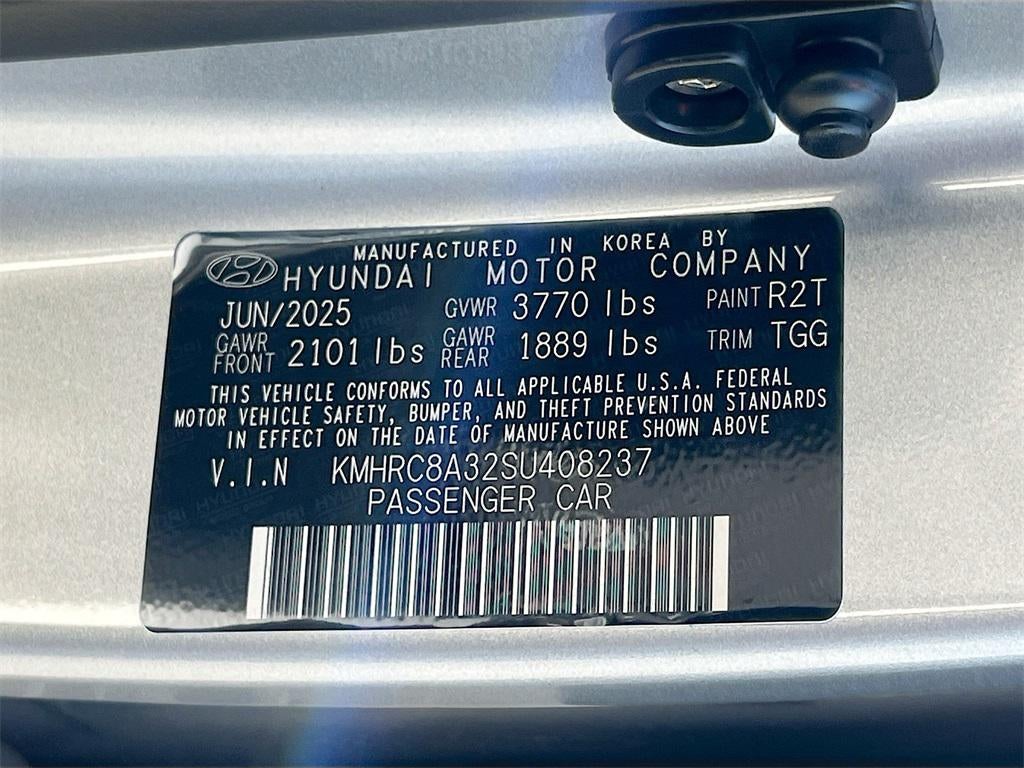 MANUFACTURED IN KOREA BY
HYUNDAI MOTOR COMPANY
JUN/2025 GVWR 3770 lbs PAINT R2T
GAWR FRONT 2101 lbs GAWR REAR 1889 lbs TRIM TGG
THIS VEHICLE CONFORMS TO ALL APPLICABLE U.S.A. FEDERAL
MOTOR VEHICLE SAFETY, BUMPER, AND THEFT PREVENTION STANDARDS
IN EFFECT ON THE DATE OF MANUFACTURE SHOWN ABOVE
V.I.N KMHRC8A32SU408237
PASSENGER CAR